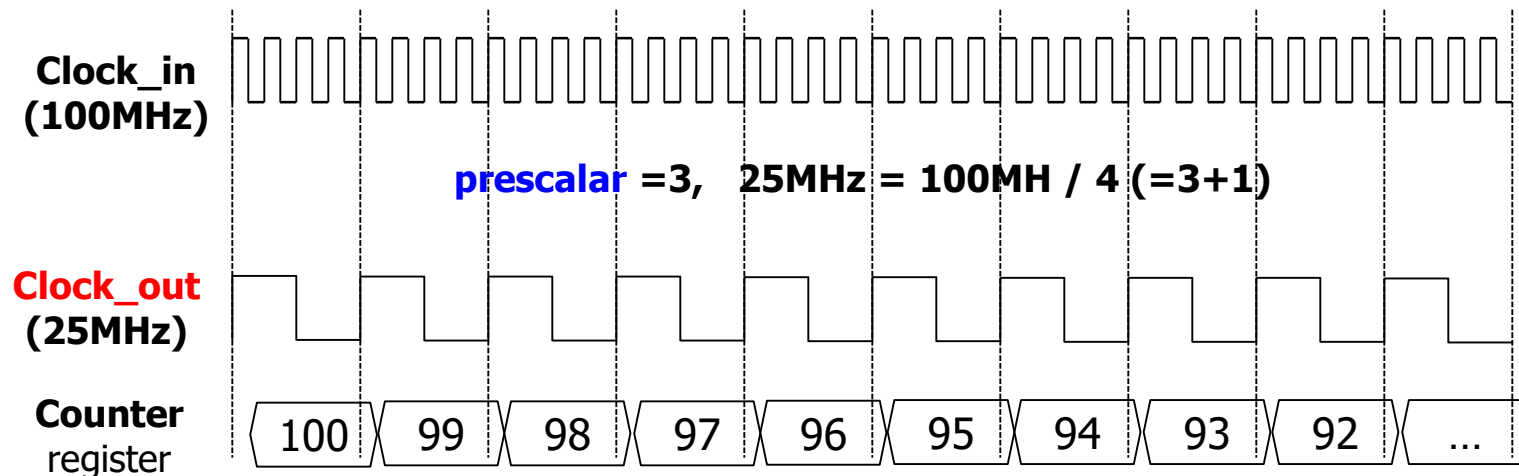 Clock_in
(100MHz)
prescalar =3, 25MHz = 100MH / 4 (=3+1)
Clock_out
(25MHz)
Counter
register
100 99 98 97 96 95 94 93 92 ...